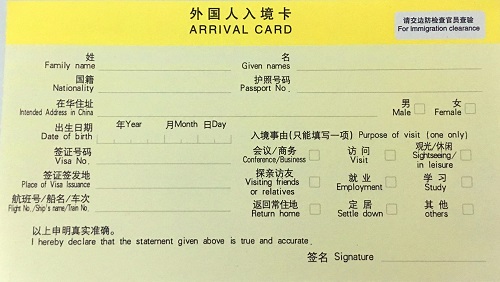 外国人入境卡
ARRIVAL CARD
请交边防检查官员查验
For immigration clearance
姓
Family name
名
Given names
国籍
Nationality
护照号码
Passport No.
在华住址
Intended Address in China
男
Male
女
Female
出生日期
Date of birth
年Year 月Month 日Day
入境事由(只能填写一项) Purpose of visit (one only)
签证号码
Visa No.
会议/商务
Conference/Business
访问
Visit
观光/休闲
Sightseeing/
in leisure
签证签发地
Place of Visa Issuance
探亲访友
Visiting friends
or relatives
就业
Employment
学习
Study
航班号/船名/车次
Flight No./Ship's name/Train No.
返回常住地
Return home
定居
Settle down
其他
others
以上申明真实准确。
I hereby declare that the statement given above is true and accurate.
签名 Signature